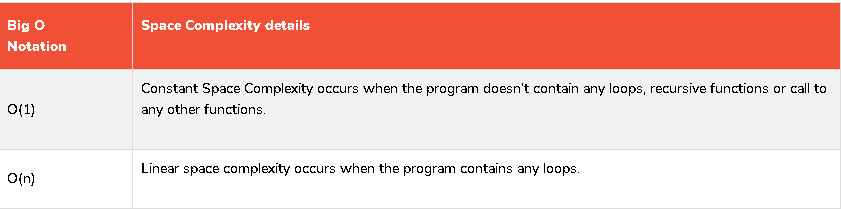 Big O
Notation
Space Complexity details
O(1)
Constant Space Complexity occurs when the program doesn't contain any loops, recursive functions or call to
any other functions.
O(n)
Linear space complexity occurs when the program contains any loops.